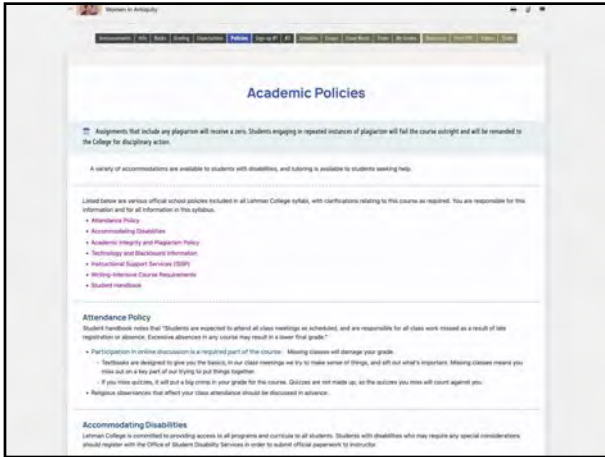 Women in Antiquity
Announcements Info Books Grading Expectations Policies Sign-up #1 #2 Schedule Essays Exams My Grades
Academic Policies
Assignments that include any plagiarism will receive a zero. Students engaging in repeated instances of plagiarism will fail the course outright and will be remanded to
the College for disciplinary action.
A variety of accommodations are available to students with disabilities, and tutoring is available to students seeking help.
Listed below are various official school policies included in all Lehman College syllabi, with clarifications relating to this course as required. You are responsible for this
information and for all information in this syllabus.
• Attendance Policy
• Accommodating Disabilities
• Academic Integrity and Plagiarism Policy
• Technology and Blackboard Information
• Instructional Support Services (ISSP)
• Writing-Intensive Course Requirements
• Student Handbook
Attendance Policy
Student handbook notes that "Students are expected to attend all class meetings as scheduled, and are responsible for all class work missed as a result of late
registration or absence. Excessive absences in any course may result in a lower final grade."
• Participation in online discussion is a required part of the course. Missing classes will damage your grade.
- Textbooks are designed to give you the basics, in our class meetings we try to make sense of things, and sift out what's important. Missing classes means you
miss out on a key part of our trying to put things together.
- If you miss quizzes, it will put a big crimp in your grade for the course. Quizzes are not made up, so the quizzes you miss will count against you.
• Religious observances that affect your class attendance should be discussed in advance.
Accommodating Disabilities
Lehman College is committed to providing access to all programs and curricula to all students. Students with disabilities who may require any special considerations
should register with the Office of Student Disability Services in order to submit official paperwork to instructor.